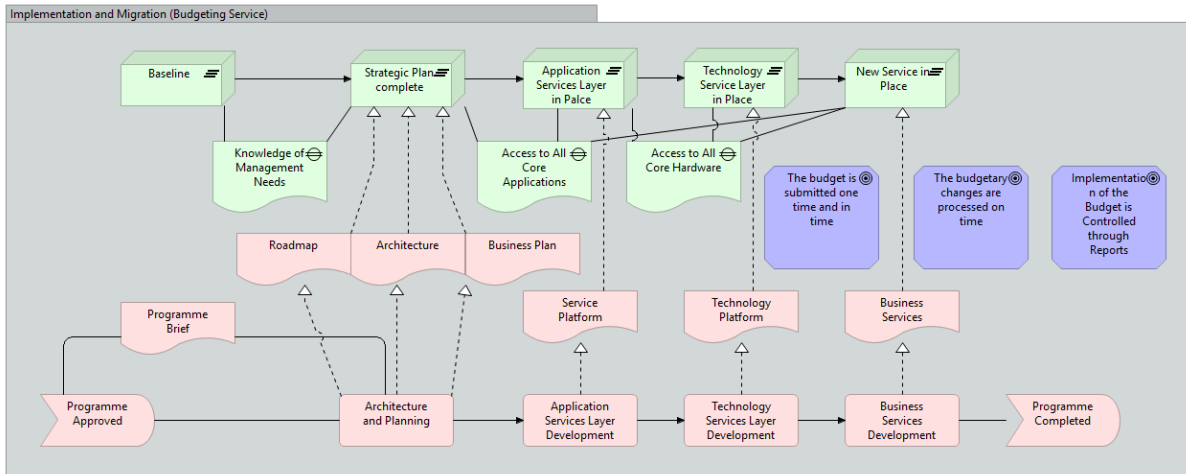 Implementation and Migration (Budgeting Service)
Baseline
Strategic Plan
complete
Application
Services Layer
in Palce
Technology
Service Layer
in Place
New Service in
Place
Knowledge of
Management
Needs
Access to All
Core
Applications
Access to All
Core Hardware
The budget is
submitted one
time and in
time
The budgetary
changes are
processed on
time
Implementatio
n of the
Budget is
Controlled
through
Reports
Roadmap
Architecture
Business Plan
Programme
Brief
Service
Platform
Technology
Platform
Business
Services
Programme
Approved
Architecture
and Planning
Application
Services Layer
Development
Technology
Services Layer
Development
Business
Services
Development
Programme
Completed